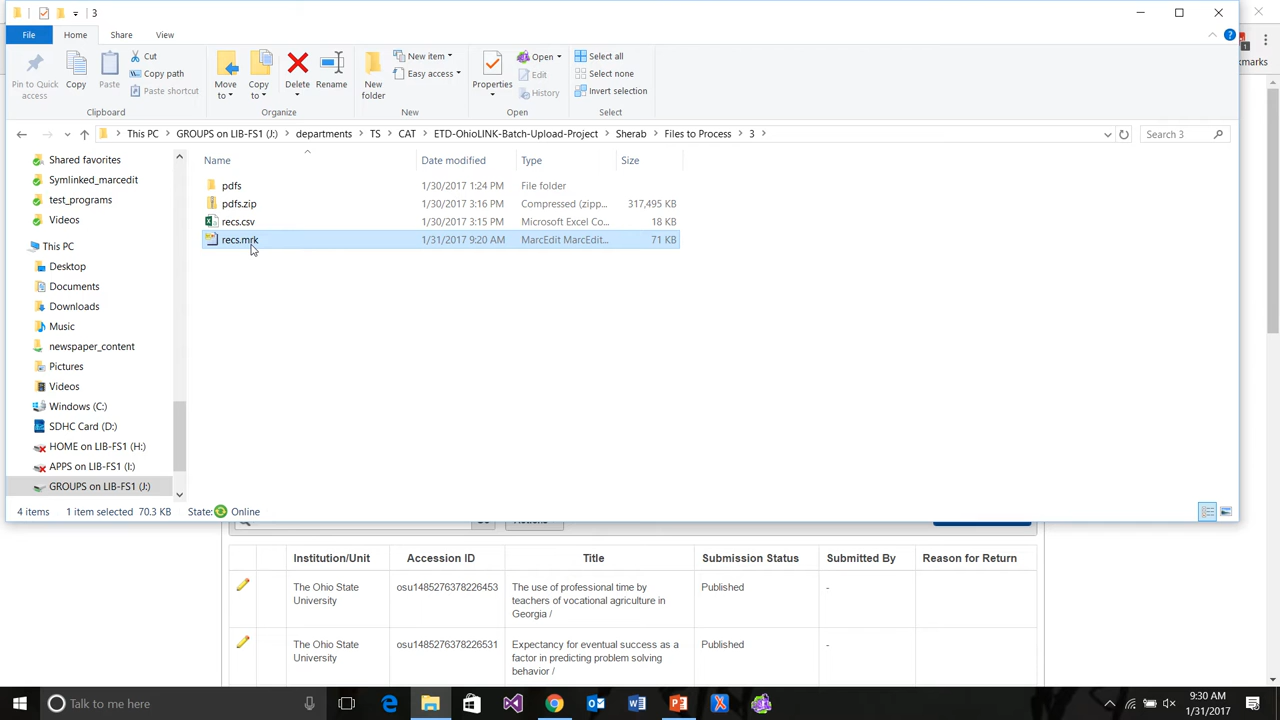 3
File Home Share View
Pin to Quick access
Copy
Paste
Cut
Copy path
Paste shortcut
Clipboard
Move to
Copy to
Delete
Rename
Organize
New folder
New item
Easy access
New
Properties
Open
Edit
History
Open
Select all
Select none
Invert selection
Select
kmarks
This PC > GROUPS on LIB-FS1 (J:) > departments > TS > CAT > ETD-OhioLINK-Batch-Upload-Project > Sherab > Files to Process > 3 >
Search 3
Shared favorites
Symlinked_marcedit
test_programs
Videos
This PC
Desktop
Documents
Downloads
Music
newspaper_content
Pictures
Videos
Windows (C:)
SDHC Card (D:)
HOME on LIB-FS1 (H:)
APPS on LIB-FS1 (I:)
GROUPS on LIB-FS1 (J:)
Name Date modified Type Size
pdfs 1/30/2017 1:24 PM File folder
pdfs.zip 1/30/2017 3:16 PM Compressed (zipp... 317,495 KB
recs.csv 1/30/2017 3:15 PM Microsoft Excel Co... 18 KB
recs.mrk 1/31/2017 9:20 AM MarcEdit MarcEdit... 71 KB
4 items 1 item selected 70.3 KB State: Online
Institution/Unit Accession ID Title Submission Status Submitted By Reason for Return
The Ohio State University osu1485276378226453 The use of professional time by teachers of vocational agriculture in Georgia / Published -
The Ohio State University osu1485276378226531 Expectancy for eventual success as a factor in predicting problem solving behavior / Published -
Talk to me here
9:30 AM
1/31/2017